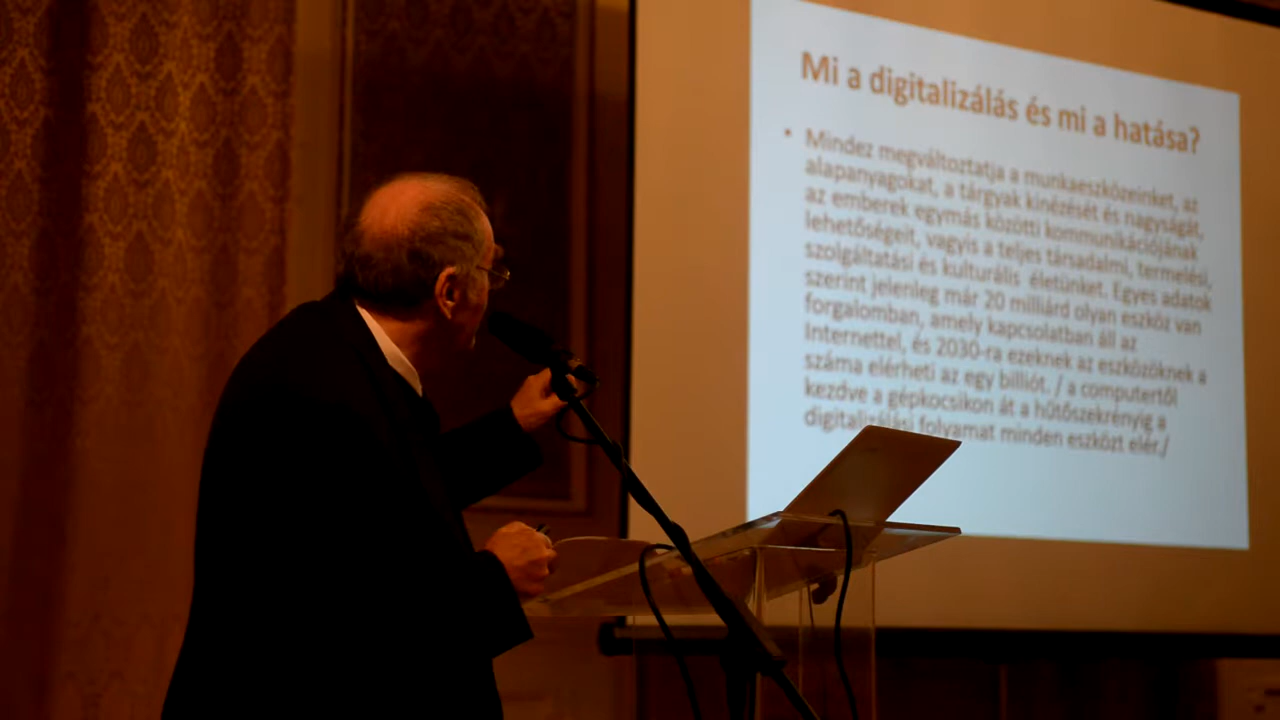 Mi a digitalizálás és mi a hatása?
• Mindez megváltoztatja a munkaeszközeinket, az
alapanyagokat, a tárgyak kinézését és nagyságát,
az emberek egymás közötti kommunikációjának
lehetőségeit, vagyis a teljes társadalmi, termelési,
szolgáltatási és kulturális életünket. Egyes adatok
szerint jelenleg már 20 milliárd olyan eszköz van
forgalomban, amely kapcsolatban áll az
Internettel, és 2030-ra ezeknek az eszközöknek a
száma elérheti az egy billiót. / a computertől
kezdve a gépkocsikon át a hűtőszekrényig a
digitalizálási folyamat minden eszközt elér./